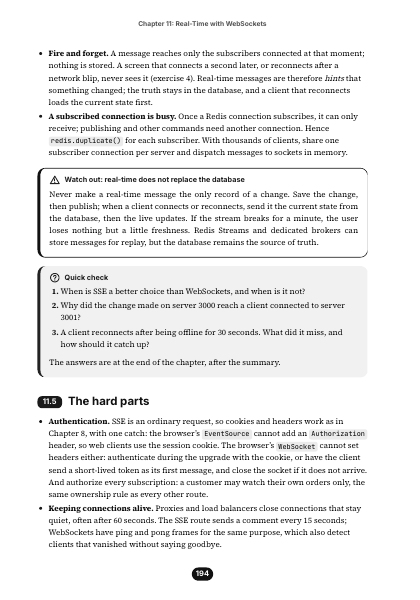 Chapter 11: Real-Time with WebSockets
• Fire and forget. A message reaches only the subscribers connected at that moment;
nothing is stored. A screen that connects a second later, or reconnects after a
network blip, never sees it (exercise 4). Real-time messages are therefore hints that
something changed; the truth stays in the database, and a client that reconnects
loads the current state first.
• A subscribed connection is busy. Once a Redis connection subscribes, it can only
receive; publishing and other commands need another connection. Hence
redis.duplicate() for each subscriber. With thousands of clients, share one
subscriber connection per server and dispatch messages to sockets in memory.
Watch out: real-time does not replace the database
Never make a real-time message the only record of a change. Save the change,
then publish; when a client connects or reconnects, send it the current state from
the database, then the live updates. If the stream breaks for a minute, the user
loses nothing but a little freshness. Redis Streams and dedicated brokers can
store messages for replay, but the database remains the source of truth.
Quick check
1. When is SSE a better choice than WebSockets, and when is it not?
2. Why did the change made on server 3000 reach a client connected to server
3001?
3. A client reconnects after being offline for 30 seconds. What did it miss, and
how should it catch up?
The answers are at the end of the chapter, after the summary.
11.5 The hard parts
• Authentication. SSE is an ordinary request, so cookies and headers work as in
Chapter 8, with one catch: the browser's EventSource cannot add an Authorization
header, so web clients use the session cookie. The browser's WebSocket cannot set
headers either: authenticate during the upgrade with the cookie, or have the client
send a short-lived token as its first message, and close the socket if it does not arrive.
And authorize every subscription: a customer may watch their own orders only, the
same ownership rule as every other route.
• Keeping connections alive. Proxies and load balancers close connections that stay
quiet, often after 60 seconds. The SSE route sends a comment every 15 seconds;
WebSockets have ping and pong frames for the same purpose, which also detect
clients that vanished without saying goodbye.
194